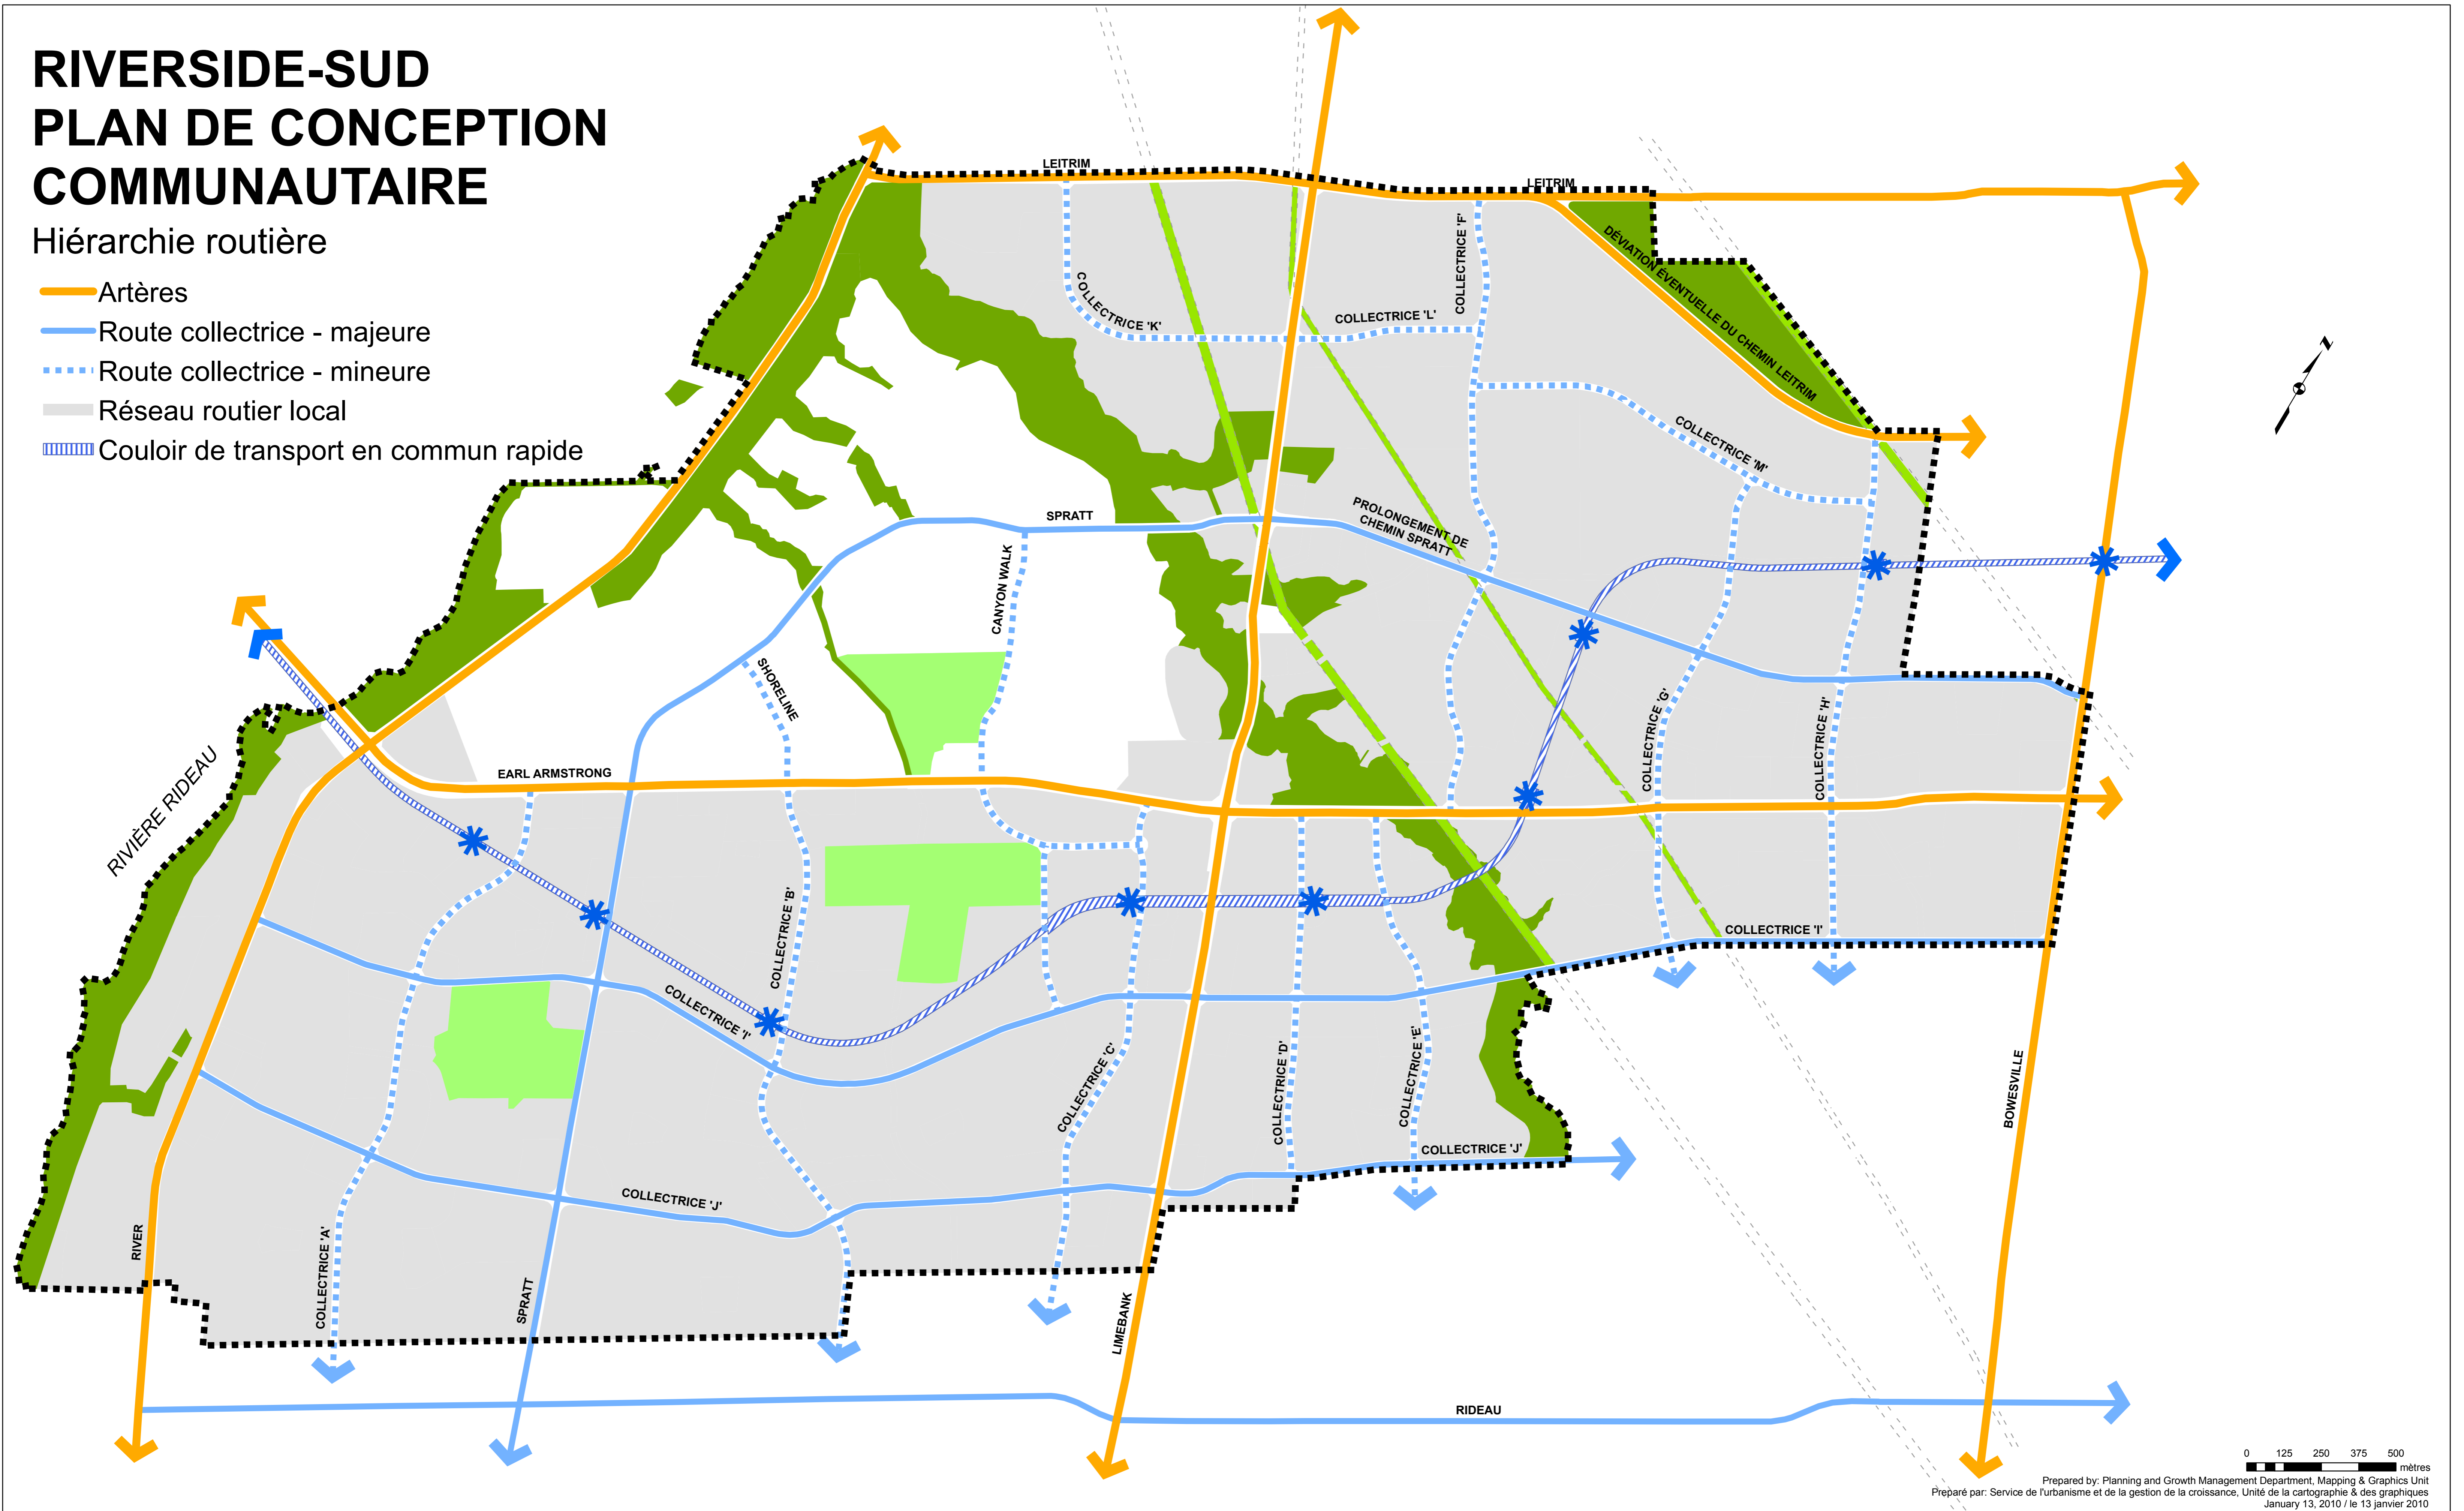 RIVERSIDE-SUD
PLAN DE CONCEPTION
COMMUNAUTAIRE
Hiérarchie routière
Artères
Route collectrice - majeure
Route collectrice - mineure
Réseau routier local
Couloir de transport en commun rapide
LEITRIM
LEITRIM
COLLECTRICE 'F'
DÉVIATION ÉVENTUELLE DU CHEMIN LEITRIM
COLLECTRICE 'K'
COLLECTRICE 'L'
COLLECTRICE 'M'
SPRATT
PROLONGEMENT DE
CHEMIN SPRATT
CANYON WALK
SHORELINE
COLLECTRICE 'G'
COLLECTRICE 'H'
RIVIÈRE RIDEAU
EARL ARMSTRONG
COLLECTRICE 'B'
COLLECTRICE 'I'
COLLECTRICE 'I'
COLLECTRICE 'C'
COLLECTRICE 'D'
COLLECTRICE 'E'
BOWESVILLE
COLLECTRICE 'J'
COLLECTRICE 'J'
RIVER
COLLECTRICE 'A'
SPRATT
LIMEBANK
RIDEAU
0 125 250 375 500
mètres
Prepared by: Planning and Growth Management Department, Mapping & Graphics Unit
Preparé par: Service de l'urbanisme et de la gestion de la croissance, Unité de la cartographie & des graphiques
January 13, 2010 / le 13 janvier 2010